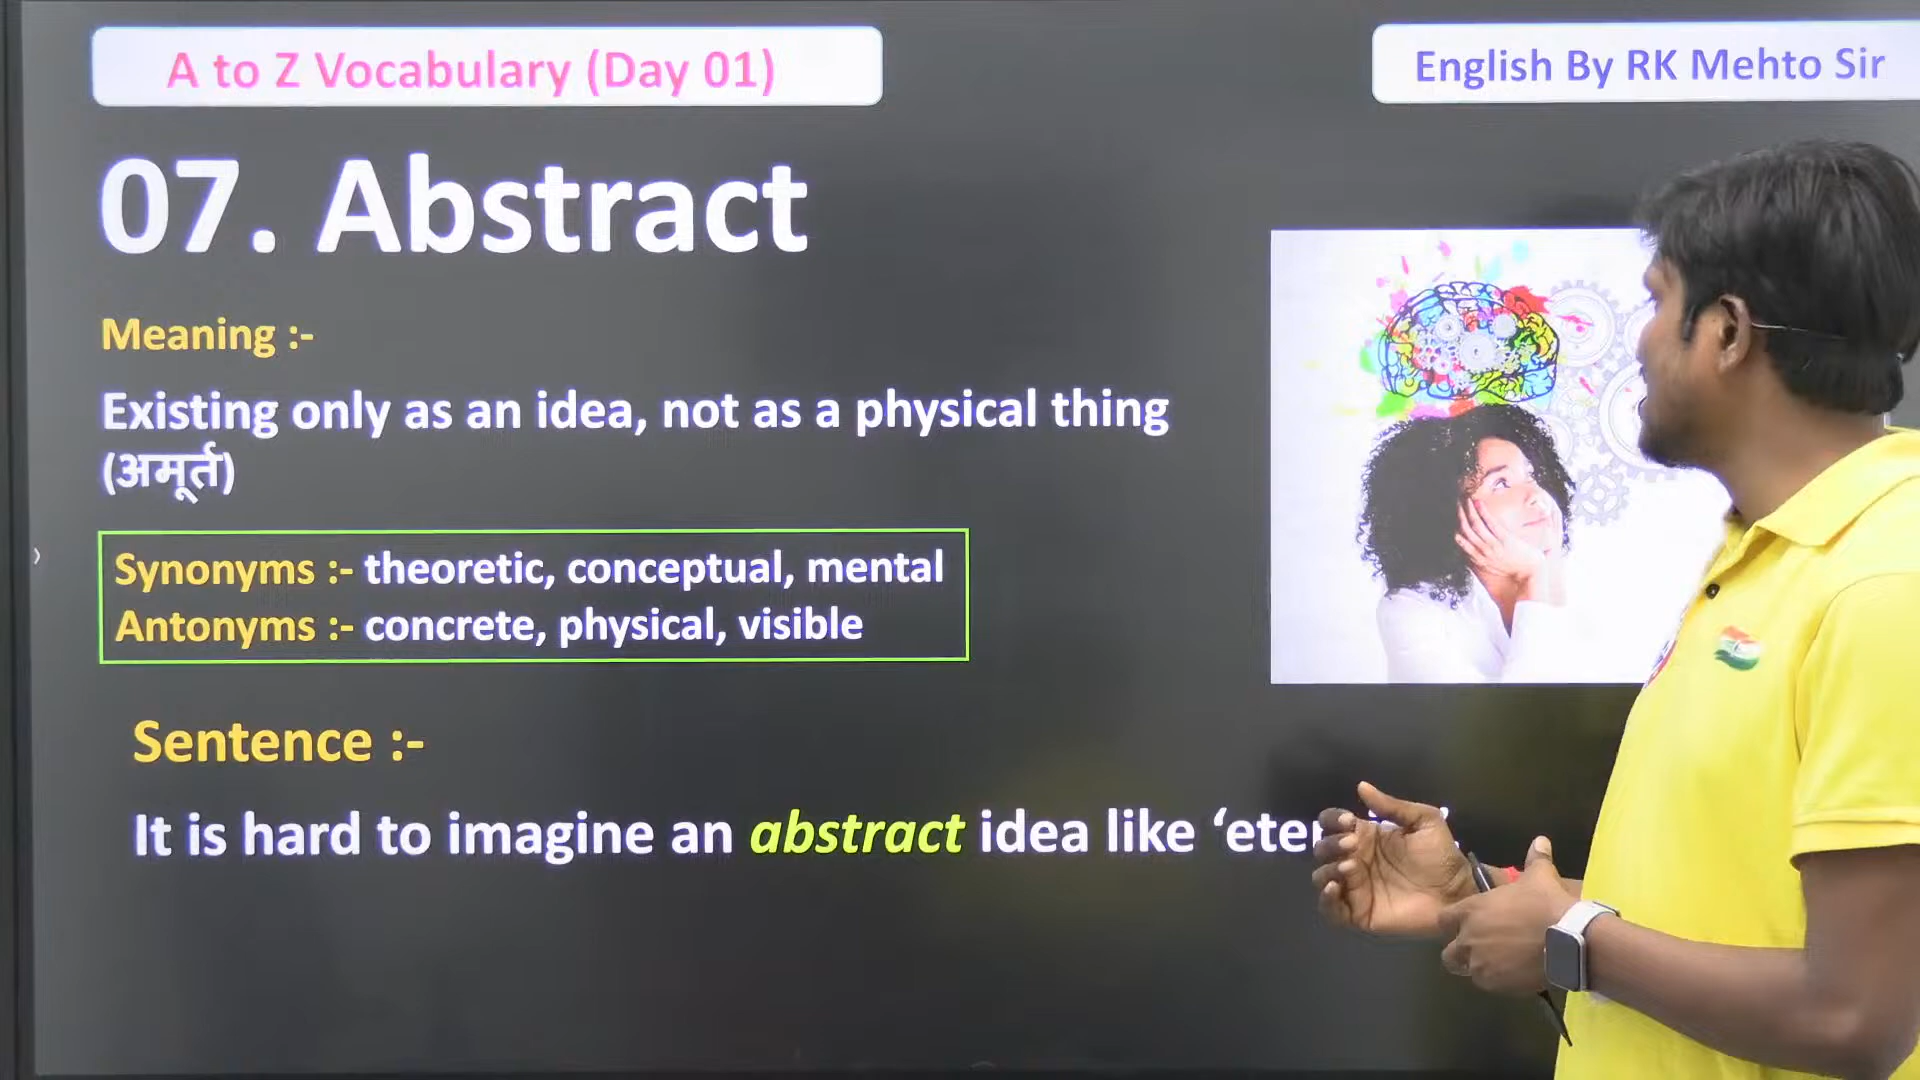 A to Z Vocabulary (Day 01)
English By RK Mehto Sir
07. Abstract
Meaning :-
Existing only as an idea, not as a physical thing
(अमूर्त)
Synonyms :- theoretic, conceptual, mental
Antonyms :- concrete, physical, visible
Sentence :-
It is hard to imagine an abstract idea like